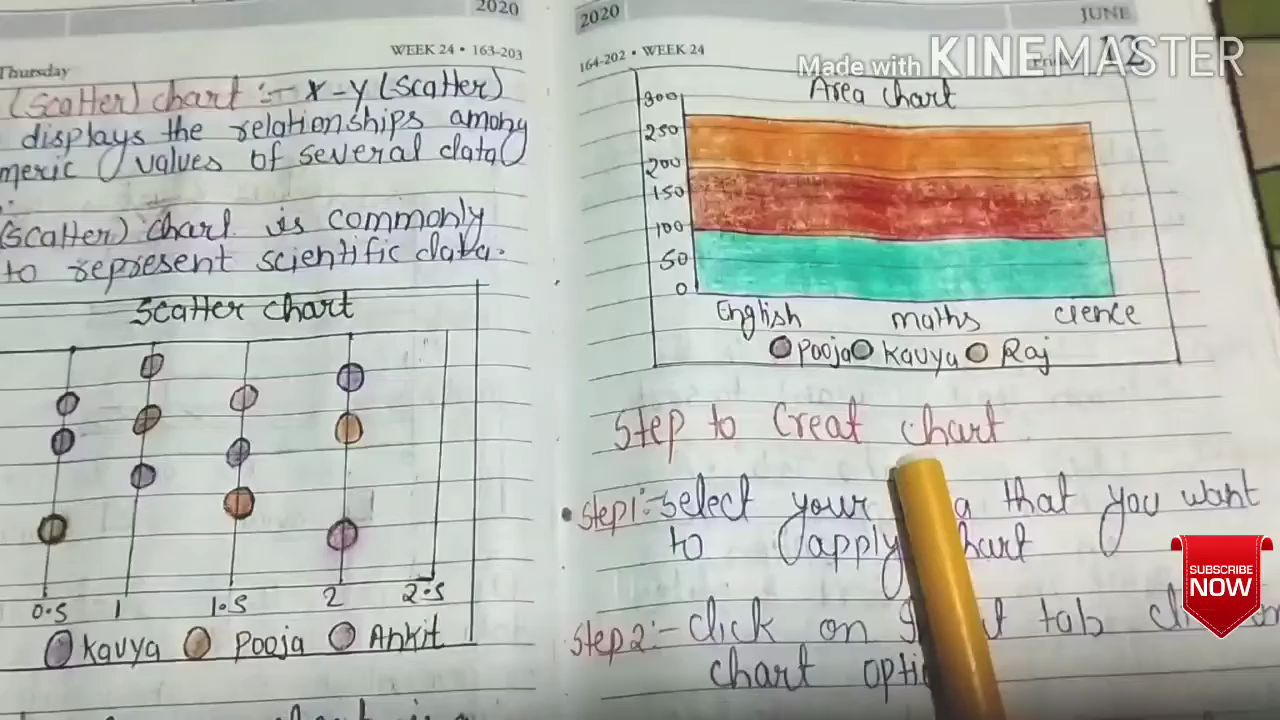 2020
WEEK 24 • 163-203
Thursday
(Scatter) chart :- x-y (scatter)
displays the relationships among
meric values of several data
(scatter) chart is commonly
to represent scientific data.
Scatter chart
0.5 1 1.5 2 2.5
Kavya Pooja Ankit
2020 JUNE
164-202 • WEEK 24 12
Made with KINEMASTER
Area chart
300
250
200
150
100
50
0
English maths cience
Pooja Kavya Raj
Step to Creat chart
• Step1:- select your a that you want
to apply hart
Step2:- click on tab
chart opti
SUBSCRIBE
NOW